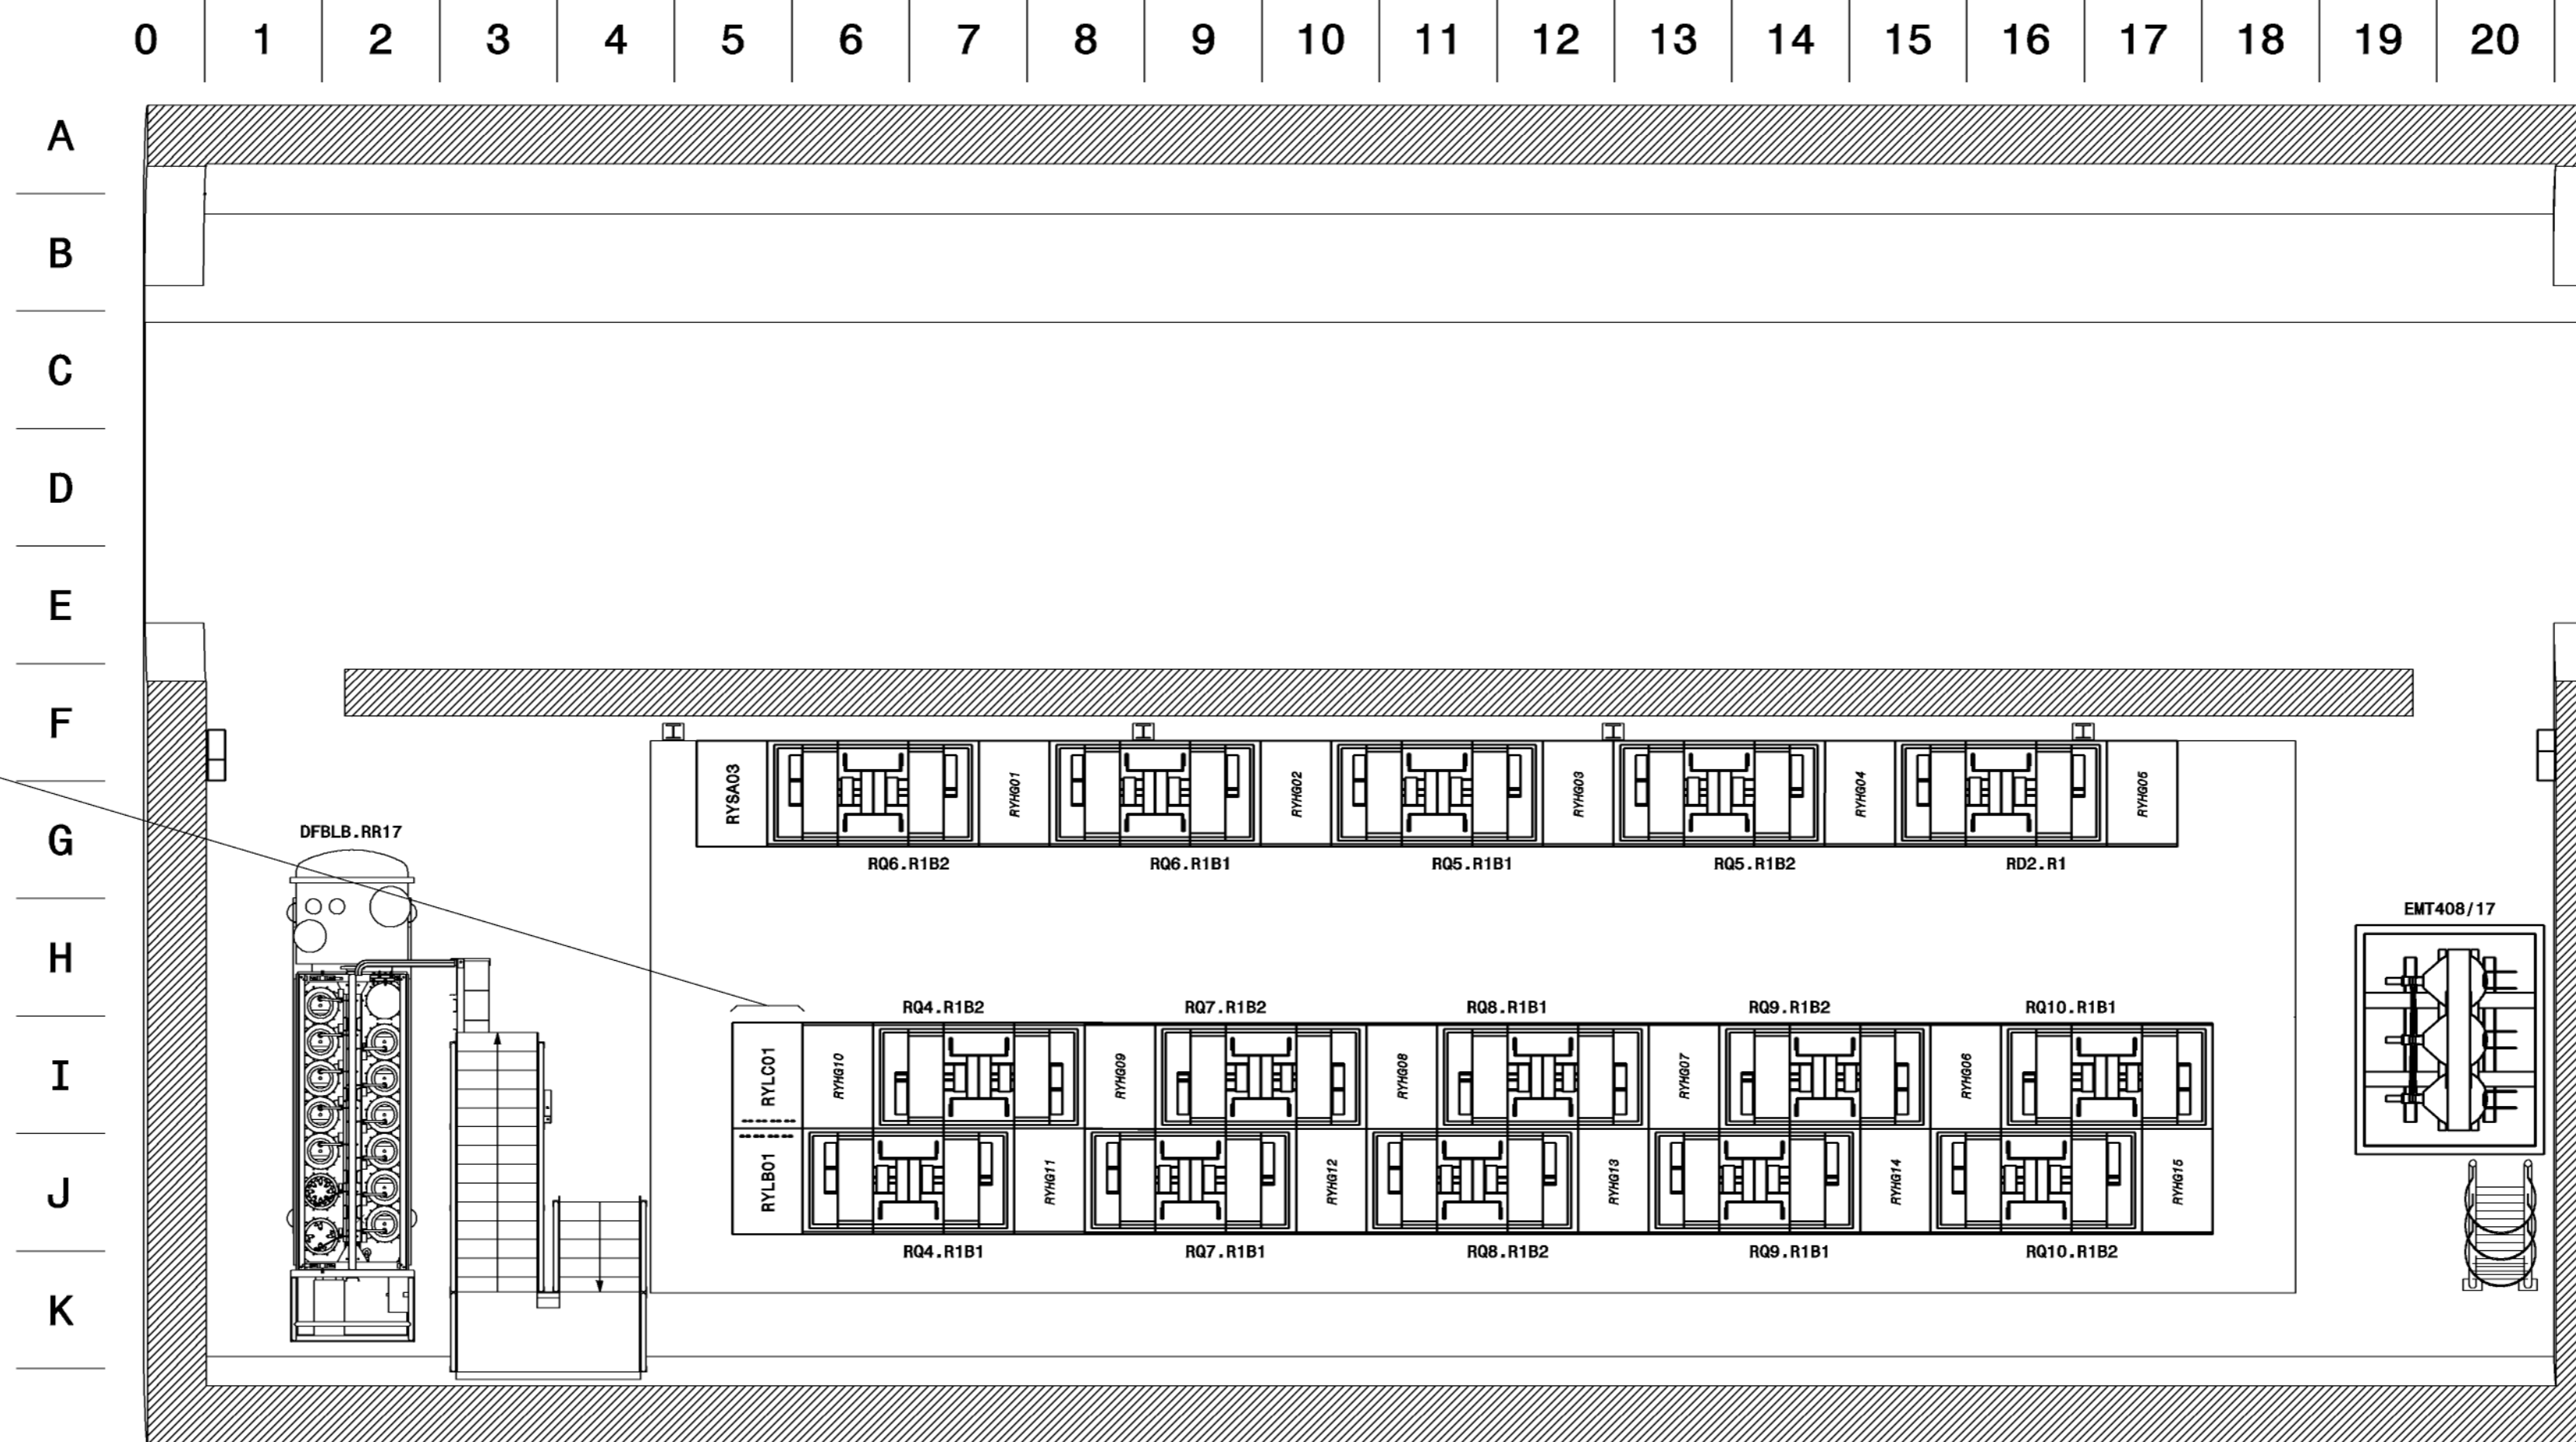 0 1 2 3 4 5 6 7 8 9 10 11 12 13 14 15 16 17 18 19 20
A
B
C
D
E
F
RYSA03 RYHG01 RYHG02 RYHG03 RYHG04 RYHG05
DFBLB.RR17
G
RQ6.R1B2 RQ6.R1B1 RQ5.R1B1 RQ5.R1B2 RD2.R1
EMT408/17
H
RQ4.R1B2 RQ7.R1B2 RQ8.R1B1 RQ9.R1B2 RQ10.R1B1
I
RYLC01 RYHG10 RYHG09 RYHG08 RYHG07 RYHG06
J
RYLB01 RYHG11 RYHG12 RYHG13 RYHG14 RYHG15
RQ4.R1B1 RQ7.R1B1 RQ8.R1B2 RQ9.R1B1 RQ10.R1B2
K